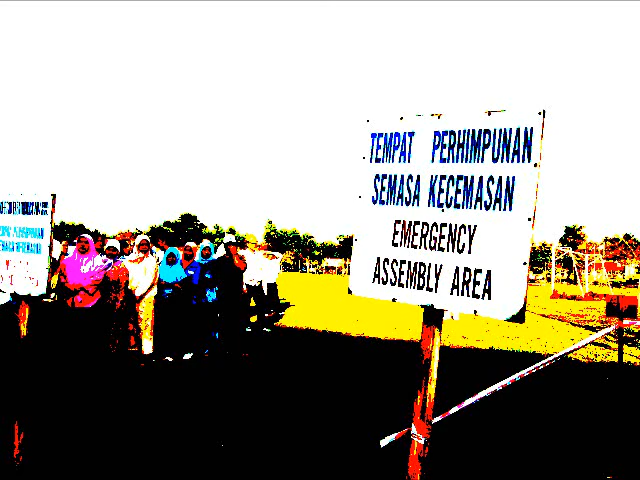 TEMPAT PERHIMPUNAN
SEMASA KECEMASAN
EMERGENCY
ASSEMBLY AREA